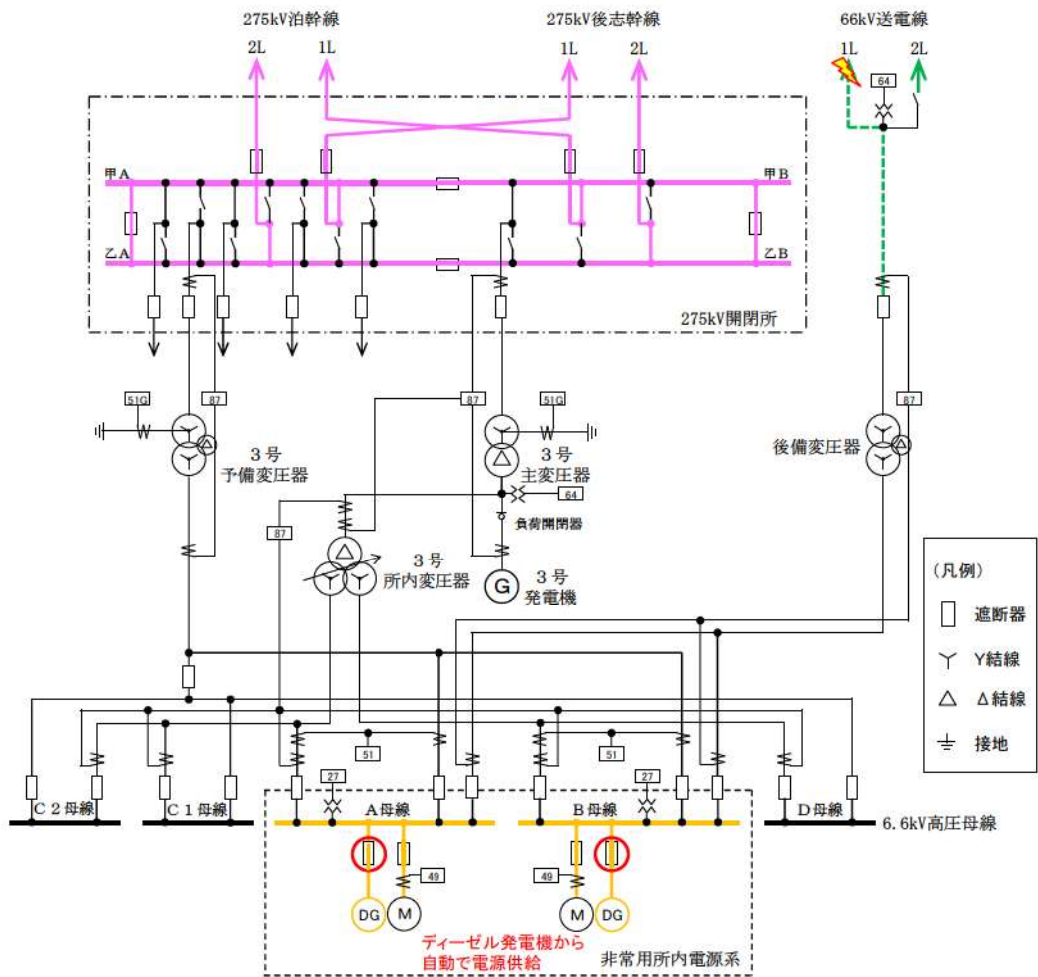 275kV泊幹線
275kV後志幹線
66kV送電線
2L
1L
1L
2L
1L
2L
64
甲A
甲B
乙A
乙B
275kV開閉所
51G
87
87
51G
87
3号
予備変圧器
3号
主変圧器
後備変圧器
64
負荷開閉器
87
3号
所内変圧器
G
3号
発電機
(凡例)
遮断器
Y結線
Δ結線
接地
51
51
27
27
C2母線
C1母線
A母線
B母線
D母線
6.6kV高圧母線
49
49
DG
M
M
DG
ディーゼル発電機から
自動で電源供給
非常用所内電源系